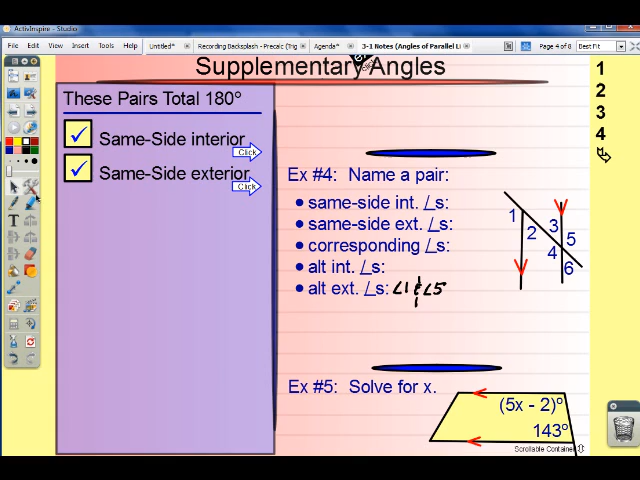 ActivInspire - Studio
File Edit View Insert Tools Help Untitled* Recording Backsplash - Precalc (Trig Agenda* 3-1 Notes (Angles of Parallel Li Page 4 of 8 Best Fit
Supplementary Angles
click
These Pairs Total 180°
Same-Side interior
Click
Same-Side exterior
Click
Ex #4: Name a pair:
• same-side int. ∠s:
• same-side ext. ∠s:
• corresponding ∠s:
• alt int. ∠s:
• alt ext. ∠s: ∠1 & ∠5
1
2
3
4
5
6
Ex #5: Solve for x.
(5x - 2)°
143°
Scrollable Container
1
2
3
4